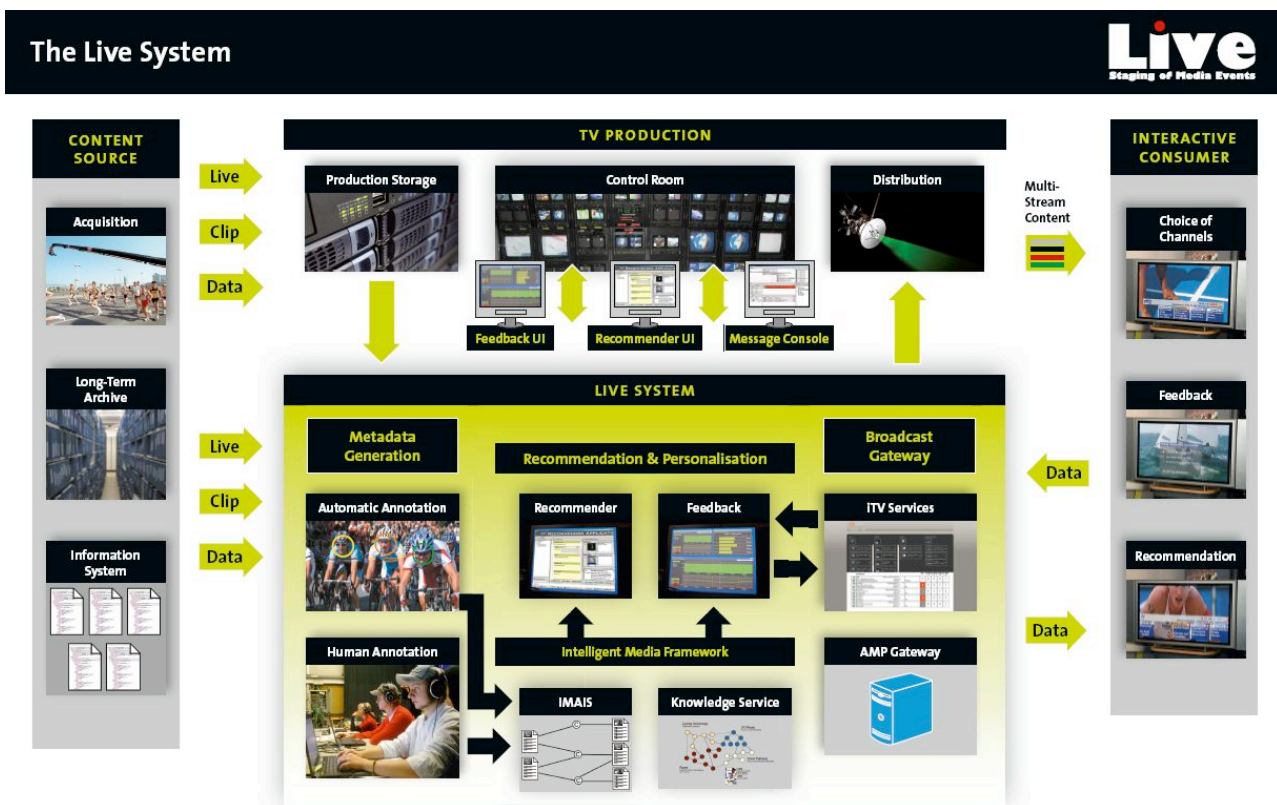 The Live System
Live
Staging of Media Events
CONTENT
SOURCE
Acquisition
Long-Term
Archive
Information
System
Live
Clip
Data
Live
Clip
Data
TV PRODUCTION
Production Storage
Control Room
Distribution
Feedback UI
Recommender UI
Message Console
LIVE SYSTEM
Metadata
Generation
Recommendation & Personalisation
Broadcast
Gateway
Automatic Annotation
Recommender
Feedback
iTV Services
Human Annotation
Intelligent Media Framework
AMP Gateway
IMAIS
Knowledge Service
C
C
C
Multi-
Stream
Content
Data
Data
INTERACTIVE
CONSUMER
Choice of
Channels
Feedback
Recommendation